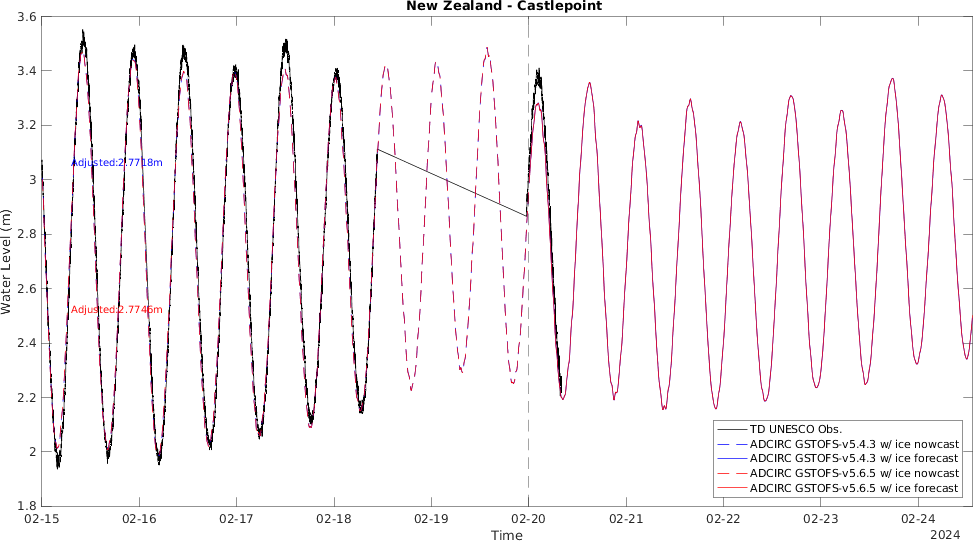 New Zealand - Castlepoint
3.6
3.4
3.2
3
2.8
2.6
2.4
2.2
2
1.8
Water Level (m)
Adjusted:2.7718m
Adjusted:2.7746m
TD UNESCO Obs.
ADCIRC GSTOFS-v5.4.3 w/ ice nowcast
ADCIRC GSTOFS-v5.4.3 w/ ice forecast
ADCIRC GSTOFS-v5.6.5 w/ ice nowcast
ADCIRC GSTOFS-v5.6.5 w/ ice forecast
02-15 02-16 02-17 02-18 02-19 02-20 02-21 02-22 02-23 02-24
Time
2024